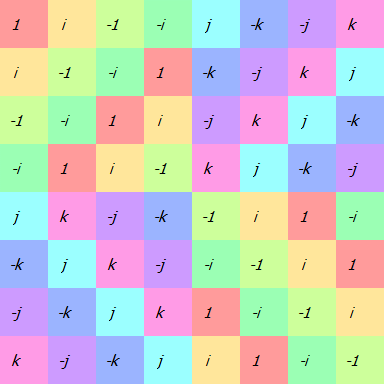 1 i -1 -i j -k -j k
i -1 -i 1 -k -j k j
-1 -i 1 i -j k j -k
-i 1 i -1 k j -k -j
j k -j -k -1 i 1 -i
-k j k -j -i -1 i 1
-j -k j k 1 -i -1 i
k -j -k j i 1 -i -1